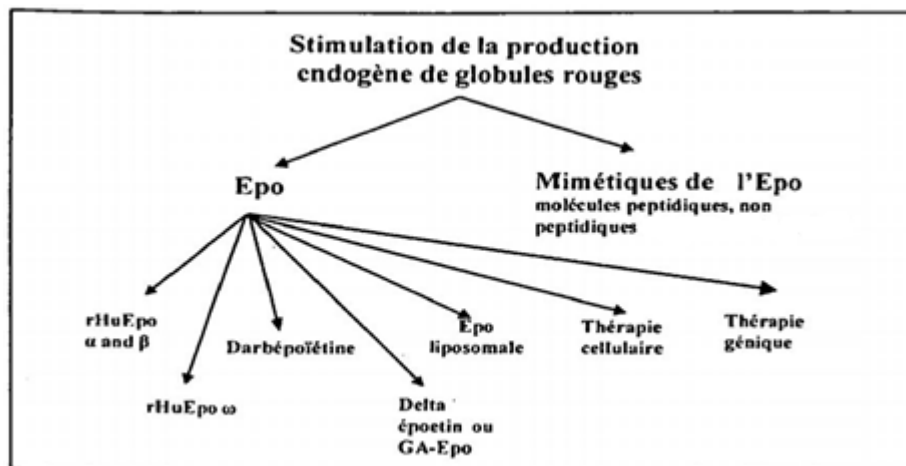 Stimulation de la production
endogène de globules rouges
Epo
Mimétiques de l'Epo
molécules peptidiques, non
peptidiques
rHuEpo
α and β
Darbépoïétine
Epo
liposomale
Thérapie
cellulaire
Thérapie
génique
rHuEpo ω
Delta
époetin ou
GA-Epo